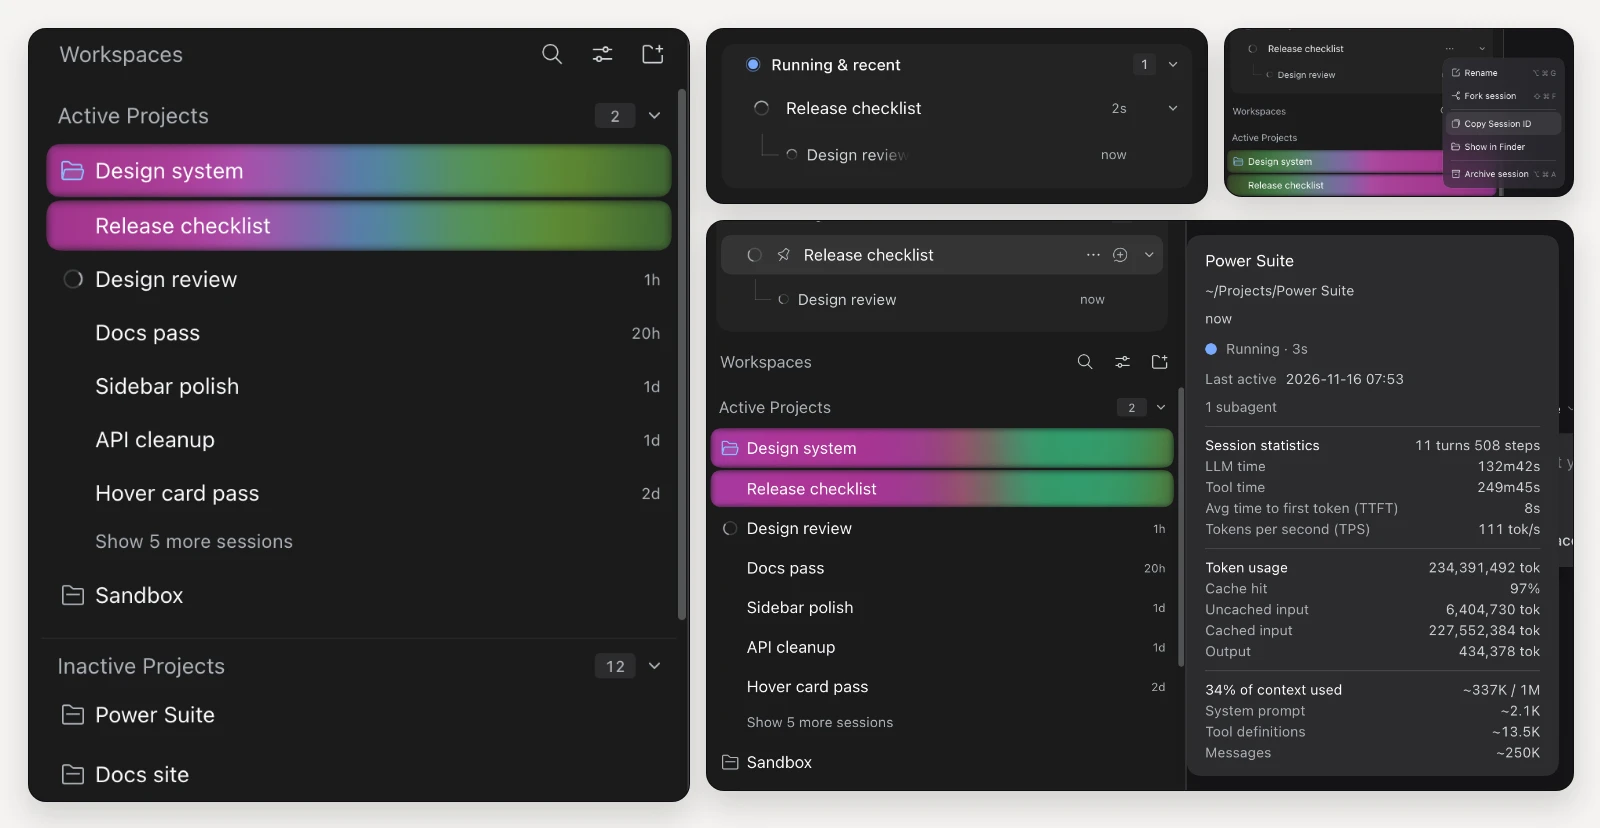 Workspaces
Active Projects 2
Design system
Release checklist
Design review 1h
Docs pass 20h
Sidebar polish 1d
API cleanup 1d
Hover card pass 2d
Show 5 more sessions
Sandbox
Inactive Projects 12
Power Suite
Docs site
Running & recent 1
Release checklist 2s
Design review now
Release checklist
Design review
Workspaces
Active Projects
Design system
Release checklist
Rename ⌥⌘G
Fork session ⇧⌘F
Copy Session ID
Show in Finder
Archive session ⌥⌘A
Release checklist
Design review now
Workspaces
Active Projects 2
Design system
Release checklist
Design review 1h
Docs pass 20h
Sidebar polish 1d
API cleanup 1d
Hover card pass 2d
Show 5 more sessions
Sandbox
Power Suite
~/Projects/Power Suite
now
Running · 3s
Last active 2026-11-16 07:53
1 subagent
Session statistics 11 turns 508 steps
LLM time 132m42s
Tool time 249m45s
Avg time to first token (TTFT) 8s
Tokens per second (TPS) 111 tok/s
Token usage 234,391,492 tok
Cache hit 97%
Uncached input 6,404,730 tok
Cached input 227,552,384 tok
Output 434,378 tok
34% of context used ~337K / 1M
System prompt ~2.1K
Tool definitions ~13.5K
Messages ~250K